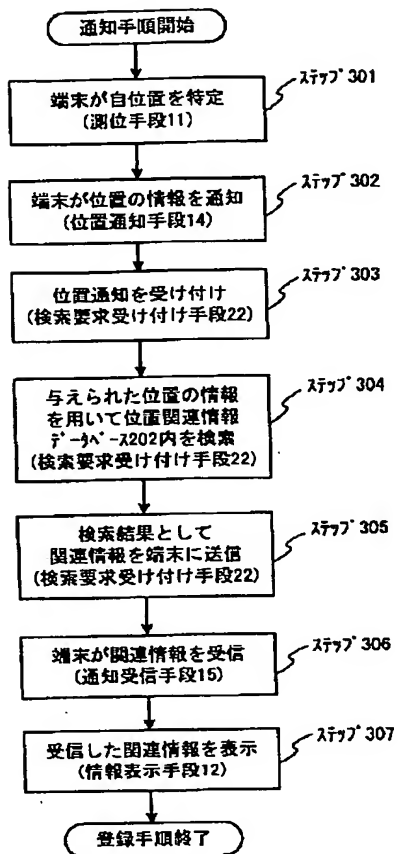 通知手順開始
ステップ301
端末が自位置を特定
(測位手段11)
ステップ302
端末が位置の情報を通知
(位置通知手段14)
ステップ303
位置通知を受け付け
(検索要求受け付け手段22)
ステップ304
与えられた位置の情報
を用いて位置関連情報
データベース202内を検索
(検索要求受け付け手段22)
ステップ305
検索結果として
関連情報を端末に送信
(検索要求受け付け手段22)
ステップ306
端末が関連情報を受信
(通知受信手段15)
ステップ307
受信した関連情報を表示
(情報表示手段12)
登録手順終了